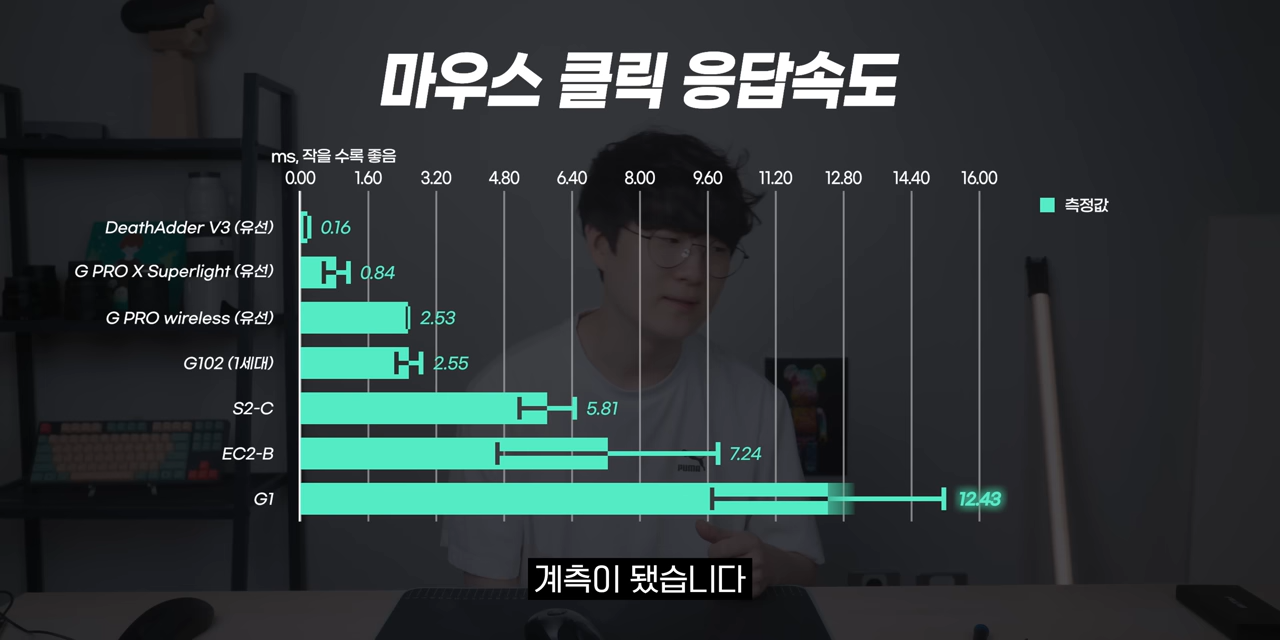 마우스 클릭 응답속도
ms, 작을 수록 좋음
0.00 1.60 3.20 4.80 6.40 8.00 9.60 11.20 12.80 14.40 16.00
측정값
DeathAdder V3 (유선) 0.16
G PRO X Superlight (유선) 0.84
G PRO wireless (유선) 2.53
G102 (1세대) 2.55
S2-C 5.81
EC2-B 7.24
PUMA
G1 12.43
계측이 됐습니다